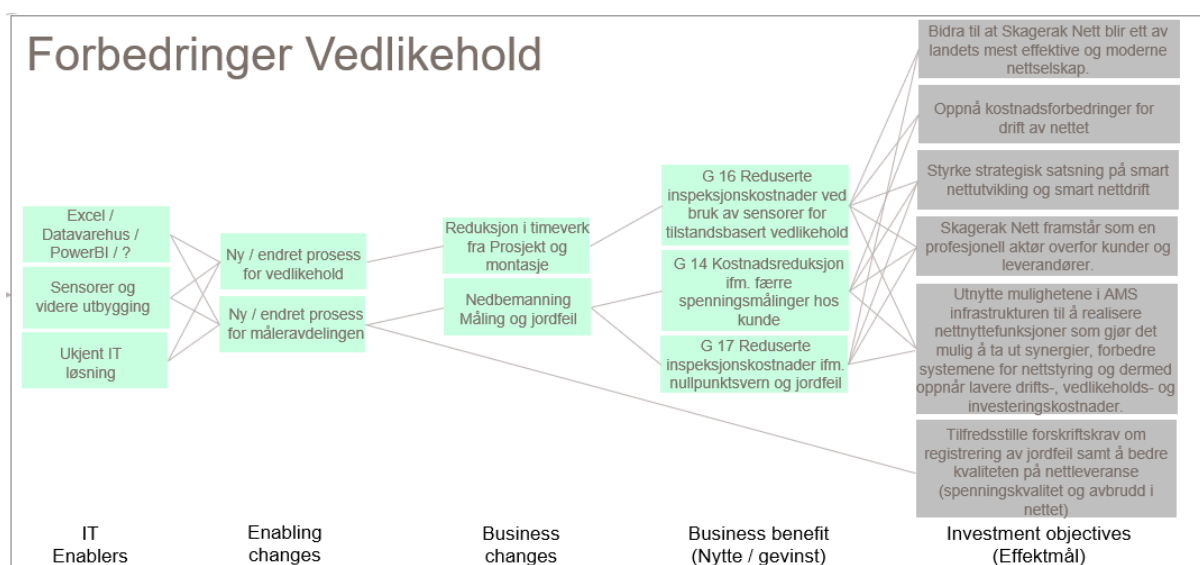 Forbedringer Vedlikehold
Excel /
Datavarehus /
PowerBI / ?
Sensorer og
videre utbygging
Ukjent IT
løsning
IT
Enablers
Ny / endret prosess
for vedlikehold
Ny / endret prosess
for måleravdelingen
Enabling
changes
Reduksjon i timeverk
fra Prosjekt og
montasje
Nedbemanning
Måling og jordfeil
Business
changes
G 16 Reduserte
inspeksjonskostnader ved
bruk av sensorer for
tilstandsbasert vedlikehold
G 14 Kostnadsreduksjon
ifm. færre
spenningsmålinger hos
kunde
G 17 Reduserte
inspeksjonskostnader ifm.
nullpunktsvern og jordfeil
Business benefit
(Nytte / gevinst)
Bidra til at Skagerak Nett blir ett av
landets mest effektive og moderne
nettselskap.
Oppnå kostnadsforbedringer for
drift av nettet
Styrke strategisk satsning på smart
nettutvikling og smart nettdrift
Skagerak Nett framstår som en
profesjonell aktør overfor kunder og
leverandører.
Utnytte mulighetene i AMS
infrastrukturen til å realisere
nettnyttefunksjoner som gjør det
mulig å ta ut synergier, forbedre
systemene for nettstyring og dermed
oppnår lavere drifts-, vedlikeholds- og
investeringskostnader.
Tilfredsstille forskriftskrav om
registrering av jordfeil samt å bedre
kvaliteten på nettleveranse
(spenningskvalitet og avbrudd i
nettet)
Investment objectives
(Effektmål)